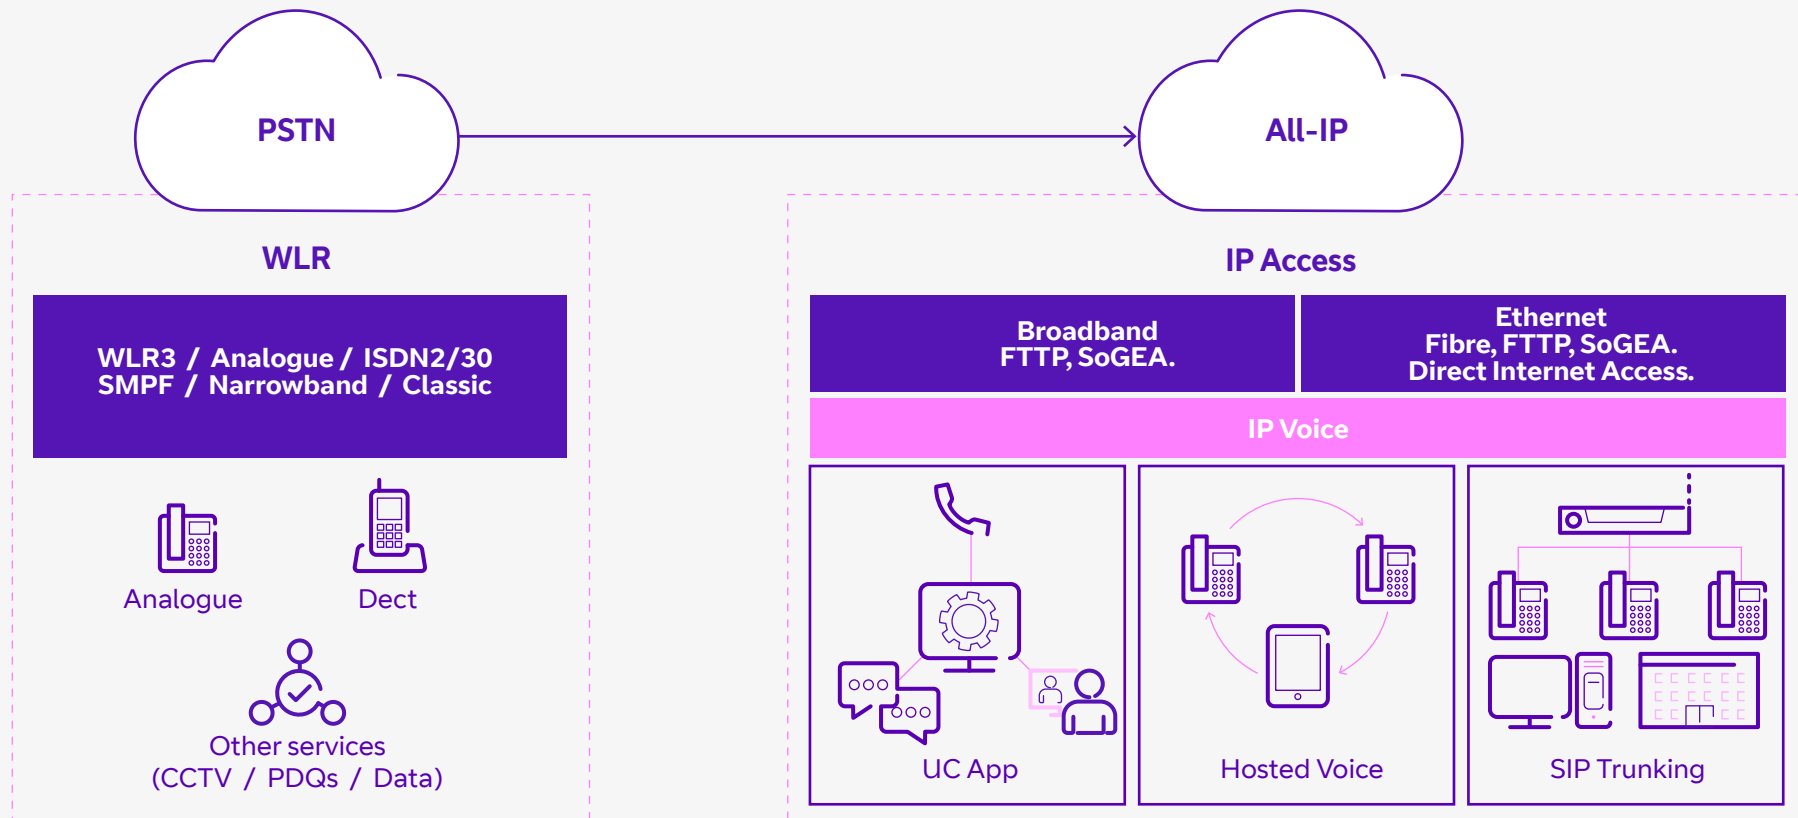 PSTN
All-IP
WLR
WLR3 / Analogue / ISDN2/30
SMPF / Narrowband / Classic
Analogue
Dect
Other services
(CCTV / PDQs / Data)
IP Access
Broadband
FTTP, SoGEA.
Ethernet
Fibre, FTTP, SoGEA.
Direct Internet Access.
IP Voice
UC App
Hosted Voice
SIP Trunking